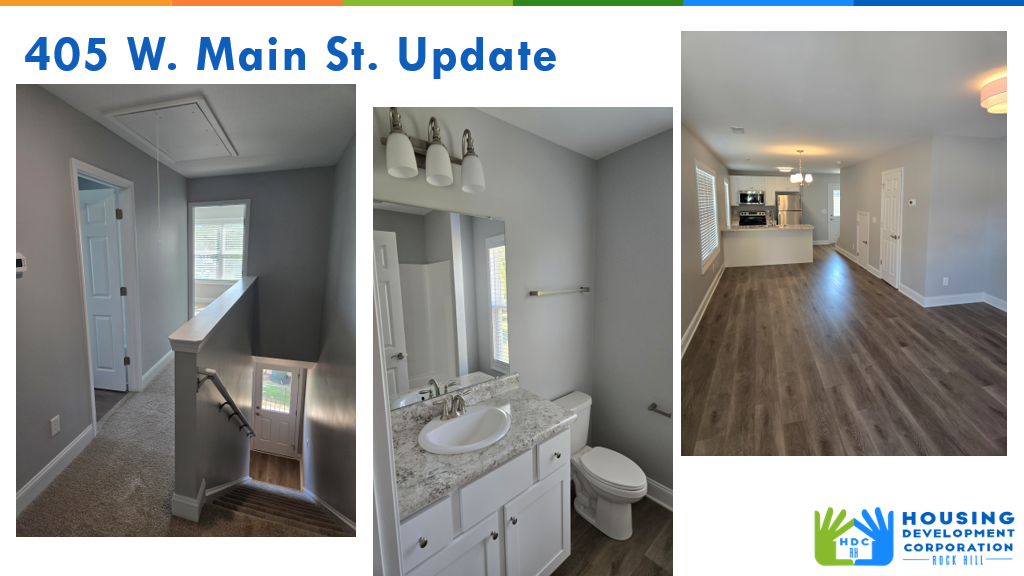 405 W. Main St. Update
HDC
RH
HOUSING
DEVELOPMENT
CORPORATION
ROCK HILL